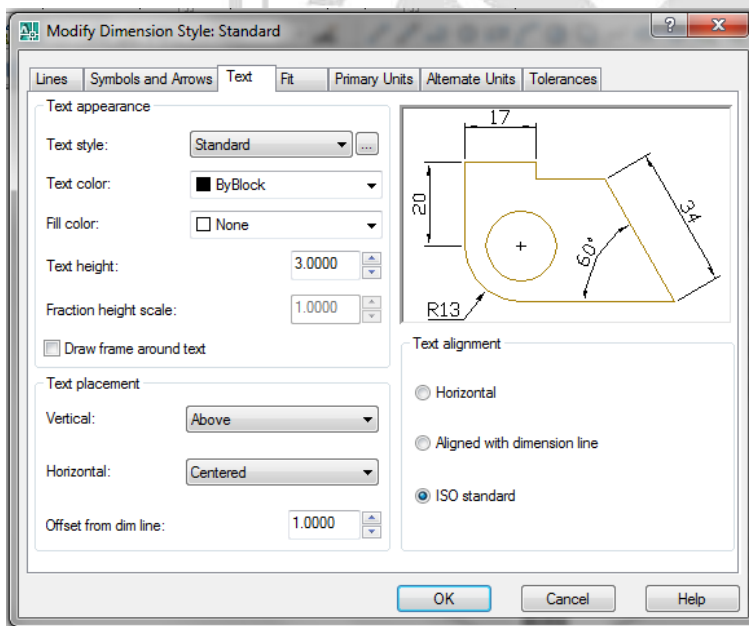 Modify Dimension Style: Standard
Lines Symbols and Arrows Text Fit Primary Units Alternate Units Tolerances
Text appearance
Text style: Standard ...
Text color: ByBlock
Fill color: None
Text height: 3.0000
Fraction height scale: 1.0000
Draw frame around text
Text placement
Vertical: Above
Horizontal: Centered
Offset from dim line: 1.0000
17
20
34
60°
R13
Text alignment
Horizontal
Aligned with dimension line
ISO standard
OK Cancel Help